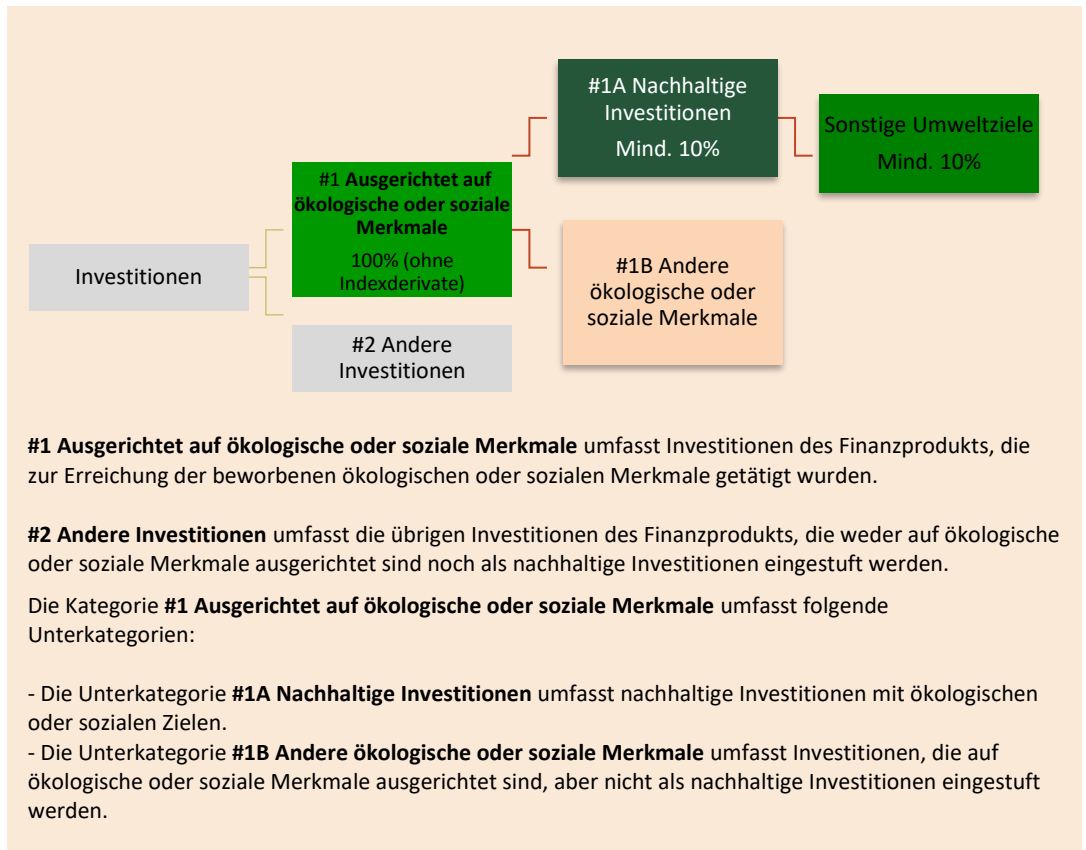 Investitionen
#1 Ausgerichtet auf
ökologische oder soziale
Merkmale
100% (ohne
Indexderivate)
#2 Andere
Investitionen
#1A Nachhaltige
Investitionen
Mind. 10%
#1B Andere
ökologische oder
soziale Merkmale
Sonstige Umweltziele
Mind. 10%
#1 Ausgerichtet auf ökologische oder soziale Merkmale umfasst Investitionen des Finanzprodukts, die
zur Erreichung der beworbenen ökologischen oder sozialen Merkmale getätigt wurden.
#2 Andere Investitionen umfasst die übrigen Investitionen des Finanzprodukts, die weder auf ökologische
oder soziale Merkmale ausgerichtet sind noch als nachhaltige Investitionen eingestuft werden.
Die Kategorie #1 Ausgerichtet auf ökologische oder soziale Merkmale umfasst folgende
Unterkategorien:
- Die Unterkategorie #1A Nachhaltige Investitionen umfasst nachhaltige Investitionen mit ökologischen
oder sozialen Zielen.
- Die Unterkategorie #1B Andere ökologische oder soziale Merkmale umfasst Investitionen, die auf
ökologische oder soziale Merkmale ausgerichtet sind, aber nicht als nachhaltige Investitionen eingestuft
werden.